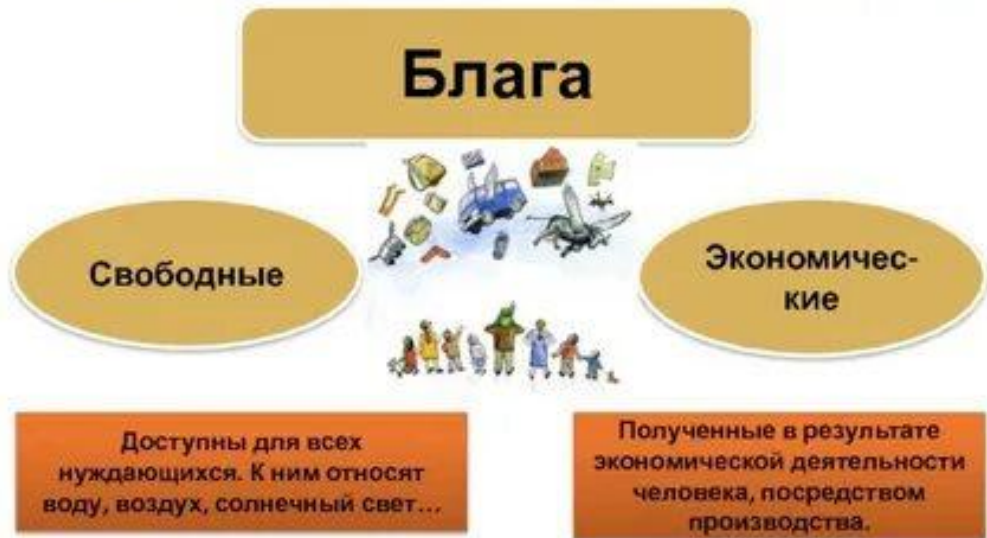 Блага
Свободные
Экономичес-
кие
Доступны для всех
нуждающихся. К ним относят
воду, воздух, солнечный свет…
Полученные в результате
экономической деятельности
человека, посредством
производства.